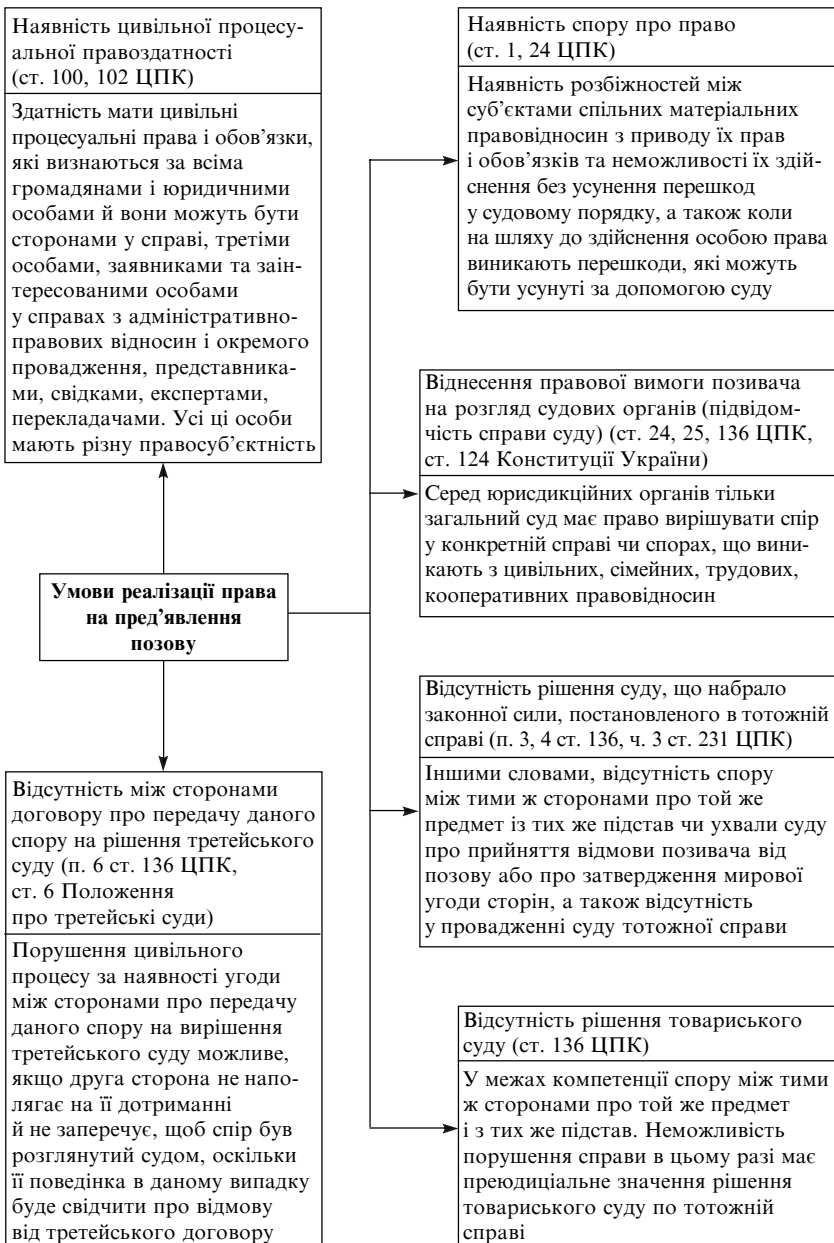 Наявність цивільної процесу-
альної правоздатності
(ст. 100, 102 ЦПК)
Здатність мати цивільні
процесуальні права і обов’язки,
які визнаються за всіма
громадянами і юридичними
особами й вони можуть бути
сторонами у справі, третіми
особами, заявниками та заін-
тересованими особами
у справах з адміністративно-
правових відносин і окремого
провадження, представника-
ми, свідками, експертами,
перекладачами. Усі ці особи
мають різну правосуб’єктність
Умови реалізації права
на пред’явлення
позову
Відсутність між сторонами
договору про передачу даного
спору на рішення третейського
суду (п. 6 ст. 136 ЦПК,
ст. 6 Положення
про третейські суди)
Порушення цивільного
процесу за наявності угоди
між сторонами про передачу
даного спору на вирішення
третейського суду можливе,
якщо друга сторона не напо-
лягає на її дотриманні
й не заперечує, щоб спір був
розглянутий судом, оскільки
її поведінка в даному випадку
буде свідчити про відмову
від третейського договору
Наявність спору про право
(ст. 1, 24 ЦПК)
Наявність розбіжностей між
суб’єктами спільних матеріальних
правовідносин з приводу їх прав
і обов’язків та неможливості їх здій-
снення без усунення перешкод
у судовому порядку, а також коли
на шляху до здійснення особою права
виникають перешкоди, які можуть
бути усунуті за допомогою суду
Віднесення правової вимоги позивача
на розгляд судових органів (підвідом-
чість справи суду) (ст. 24, 25, 136 ЦПК,
ст. 124 Конституції України)
Серед юрисдикційних органів тільки
загальний суд має право вирішувати спір
у конкретній справі чи спорах, що вини-
кають з цивільних, сімейних, трудових,
кооперативних правовідносин
Відсутність рішення суду, що набрало
законної сили, постановленого в тотожній
справі (п. 3, 4 ст. 136, ч. 3 ст. 231 ЦПК)
Іншими словами, відсутність спору
між тими ж сторонами про той же
предмет із тих же підстав чи ухвали суду
про прийняття відмови позивача від
позову або про затвердження мирової
угоди сторін, а також відсутність
у провадженні суду тотожної справи
Відсутність рішення товариського
суду (ст. 136 ЦПК)
У межах компетенції спору між тими
ж сторонами про той же предмет
і з тих же підстав. Неможливість
порушення справи в цьому разі має
преюдиціальне значення рішення
товариського суду по тотожній
справі